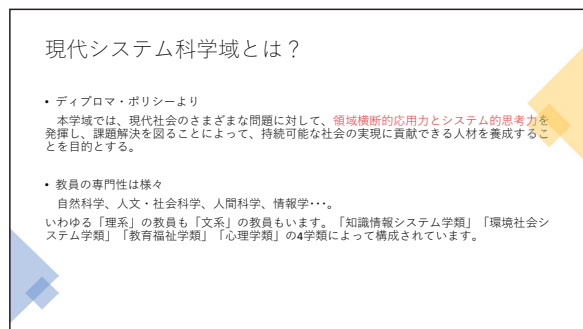 現代システム科学域とは？
• ディプロマ・ポリシーより
本学域では、現代社会のさまざまな問題に対して、領域横断的応用力とシステム的思考力を
発揮し、課題解決を図ることによって、持続可能な社会の実現に貢献できる人材を養成するこ
とを目的とする。
• 教員の専門性は様々
自然科学、人文・社会科学、人間科学、情報学･･･。
いわゆる「理系」の教員も「文系」の教員もいます。「知識情報システム学類」「環境社会シ
ステム学類」「教育福祉学類」「心理学類」の4学類によって構成されています。